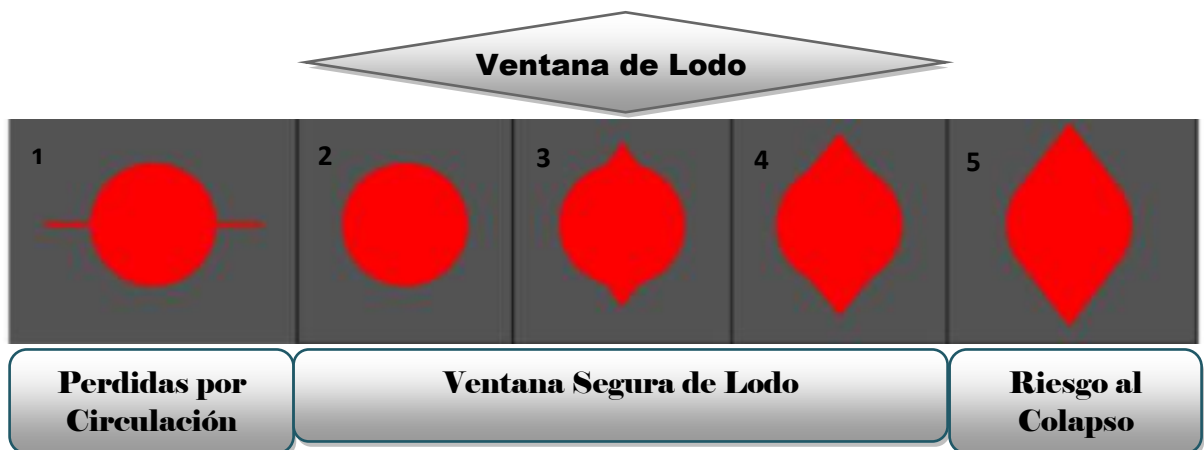 Ventana de Lodo
1
2
3
4
5
Perdidas por
Circulación
Ventana Segura de Lodo
Riesgo al
Colapso